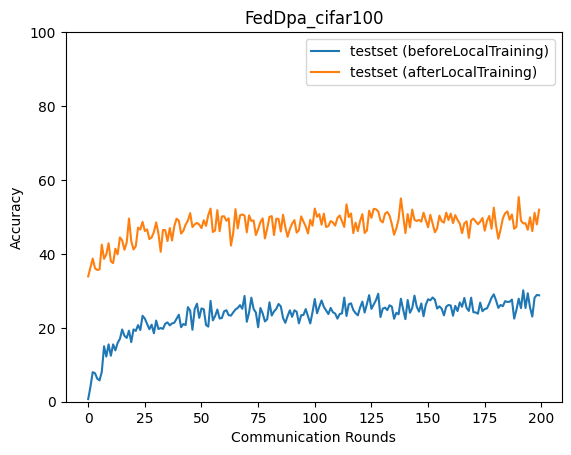 FedDpa_cifar100
100
80
60
40
20
0
Accuracy
testset (beforeLocalTraining)
testset (afterLocalTraining)
0 25 50 75 100 125 150 175 200
Communication Rounds